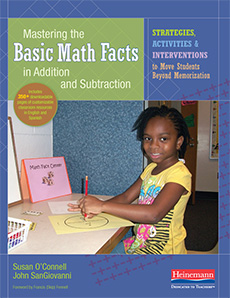 Mastering the
Basic Math Facts
in Addition
and Subtraction
STRATEGIES,
ACTIVITIES &
INTERVENTIONS
to Move Students
Beyond Memorization
Includes
350+ downloadable
pages of customizable
classroom resources
in English and
Spanish
Math Fact Center
Susan O'Connell
John SanGiovanni
Foreword by Francis (Skip) Fennell
Heinemann
DEDICATED TO TEACHERS